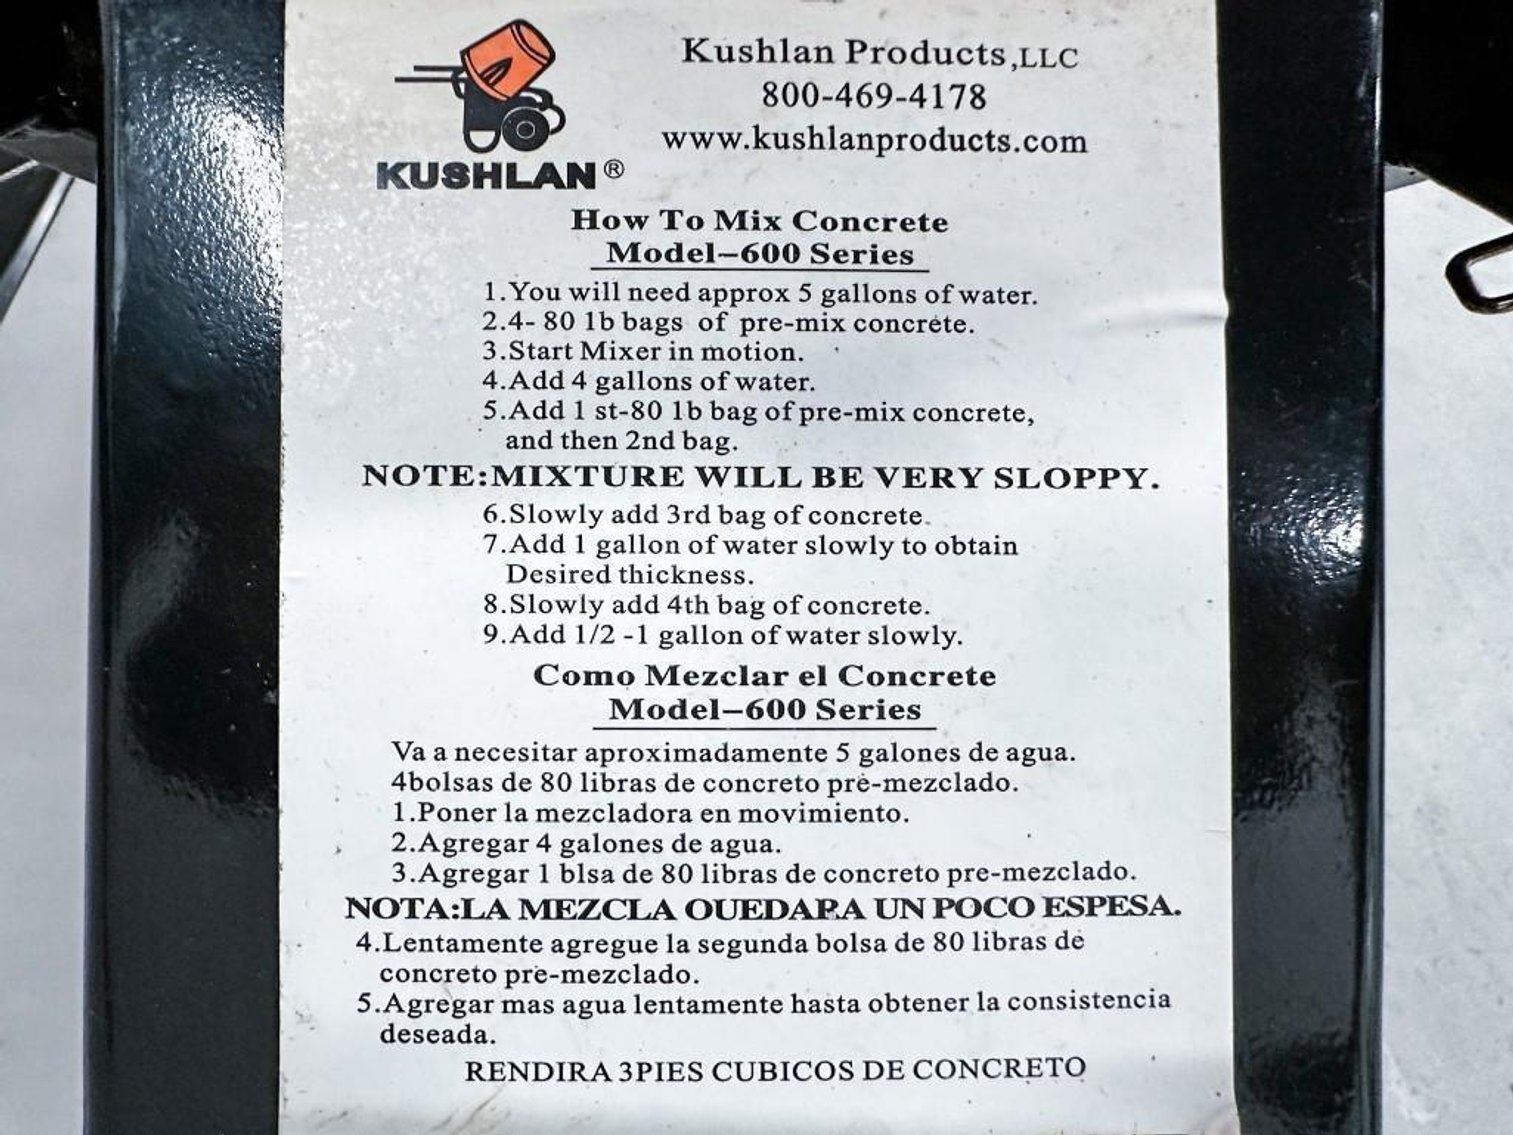 Kushlan Products,LLC
800-469-4178
www.kushlanproducts.com
KUSHLAN®
How To Mix Concrete
Model-600 Series
1.You will need approx 5 gallons of water.
2.4- 80 1b bags of pre-mix concrete.
3.Start Mixer in motion.
4.Add 4 gallons of water.
5.Add 1 st-80 1b bag of pre-mix concrete,
and then 2nd bag.
NOTE:MIXTURE WILL BE VERY SLOPPY.
6.Slowly add 3rd bag of concrete.
7.Add 1 gallon of water slowly to obtain
Desired thickness.
8.Slowly add 4th bag of concrete.
9.Add 1/2 -1 gallon of water slowly.
Como Mezclar el Concrete
Model-600 Series
Va a necesitar aproximadamente 5 galones de agua.
4bolsas de 80 libras de concreto pre-mezclado.
1.Poner la mezcladora en movimiento.
2.Agregar 4 galones de agua.
3.Agregar 1 blsa de 80 libras de concreto pre-mezclado.
NOTA:LA MEZCLA OUEDARA UN POCO ESPESA.
4.Lentamente agregue la segunda bolsa de 80 libras de
concreto pre-mezclado.
5.Agregar mas agua lentamente hasta obtener la consistencia
deseada.
RENDIRA 3PIES CUBICOS DE CONCRETO